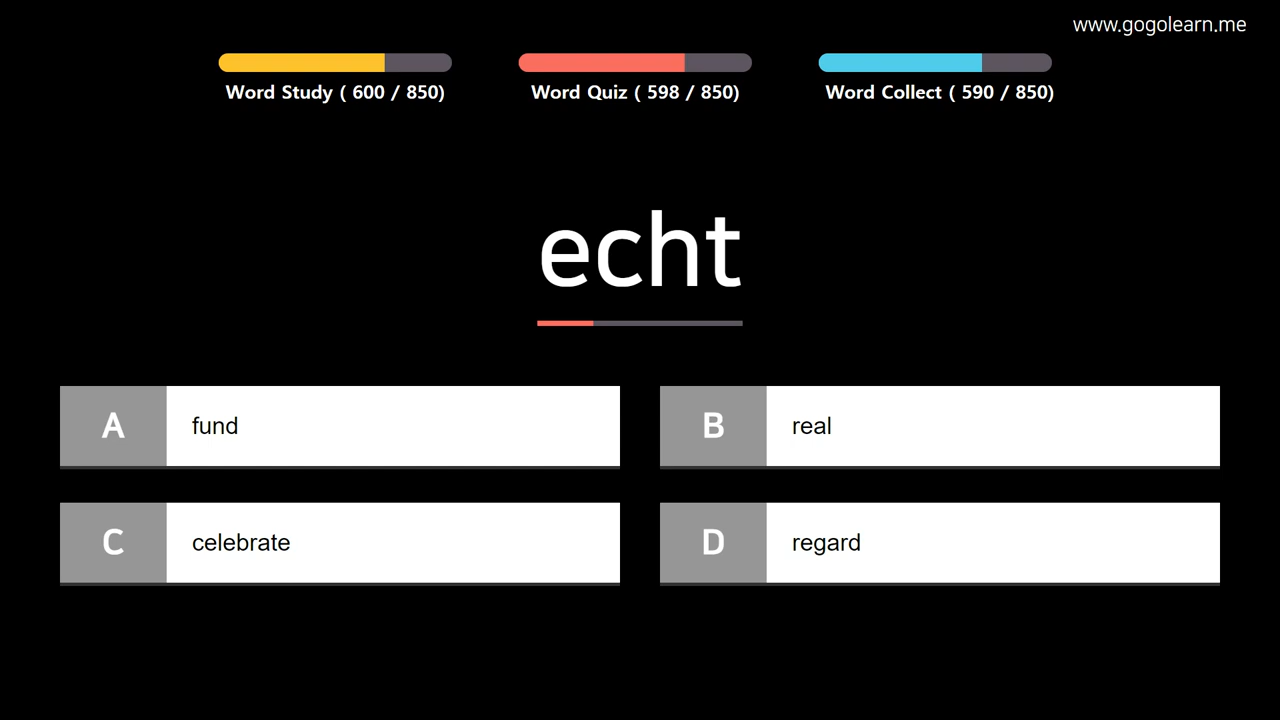 www.gogolearn.me
Word Study ( 600 / 850)
Word Quiz ( 598 / 850)
Word Collect ( 590 / 850)
echt
A fund
B real
C celebrate
D regard